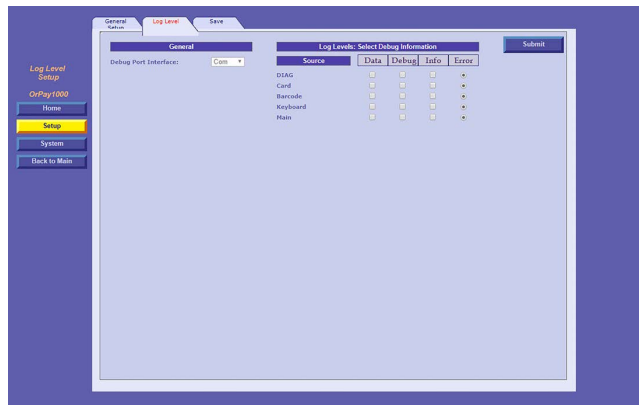 General Setup
Log Level
Save
Log Level
Setup
OrPay1000
Home
Setup
System
Back to Main
General
Debug Port Interface: Com
Log Levels: Select Debug Information
Source Data Debug Info Error
DIAG
Card
Barcode
Keyboard
Main
Submit